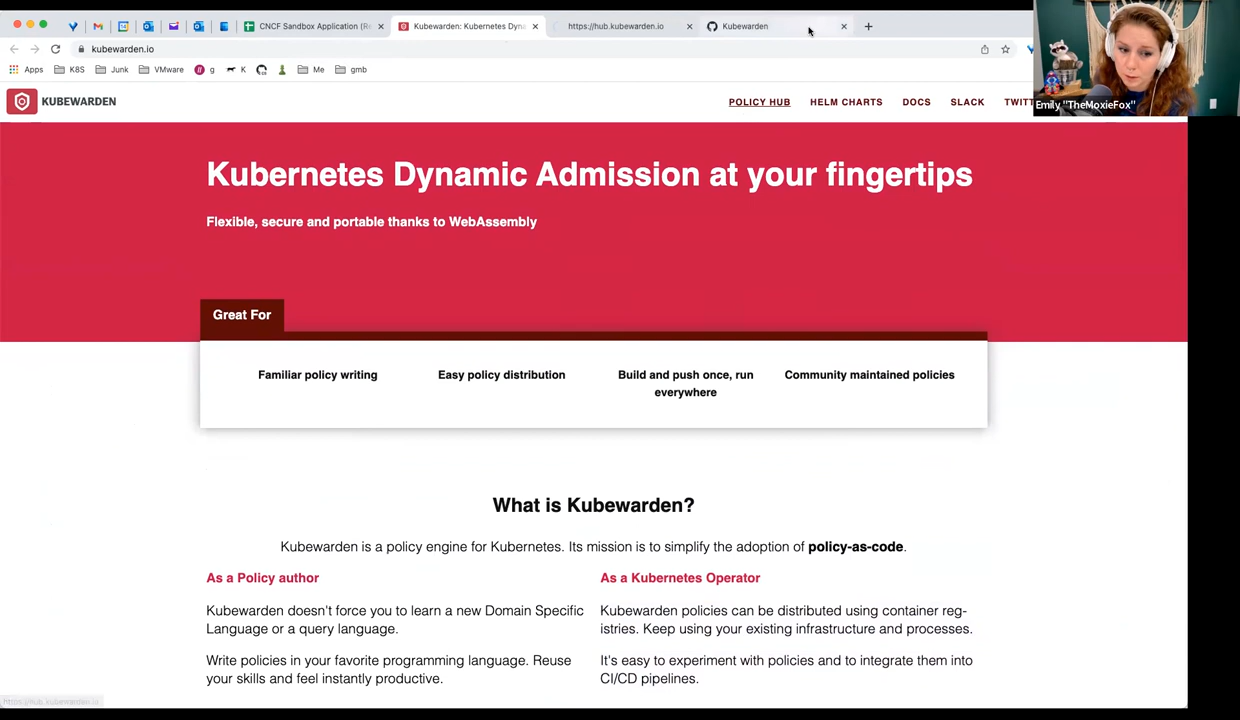 CNCF Sandbox Application (Re
Kubewarden: Kubernetes Dyna
https://hub.kubewarden.io
Kubewarden
kubewarden.io
Apps
K8S
Junk
VMware
g
K
Me
gmb
Emily "TheMoxieFox"
KUBEWARDEN
POLICY HUB
HELM CHARTS
DOCS
SLACK
TWITT
Kubernetes Dynamic Admission at your fingertips
Flexible, secure and portable thanks to WebAssembly
Great For
Familiar policy writing
Easy policy distribution
Build and push once, run
everywhere
Community maintained policies
What is Kubewarden?
Kubewarden is a policy engine for Kubernetes. Its mission is to simplify the adoption of policy-as-code.
As a Policy author
Kubewarden doesn't force you to learn a new Domain Specific
Language or a query language.
Write policies in your favorite programming language. Reuse
your skills and feel instantly productive.
As a Kubernetes Operator
Kubewarden policies can be distributed using container reg-
istries. Keep using your existing infrastructure and processes.
It's easy to experiment with policies and to integrate them into
CI/CD pipelines.
https://hub.kubewarden.io